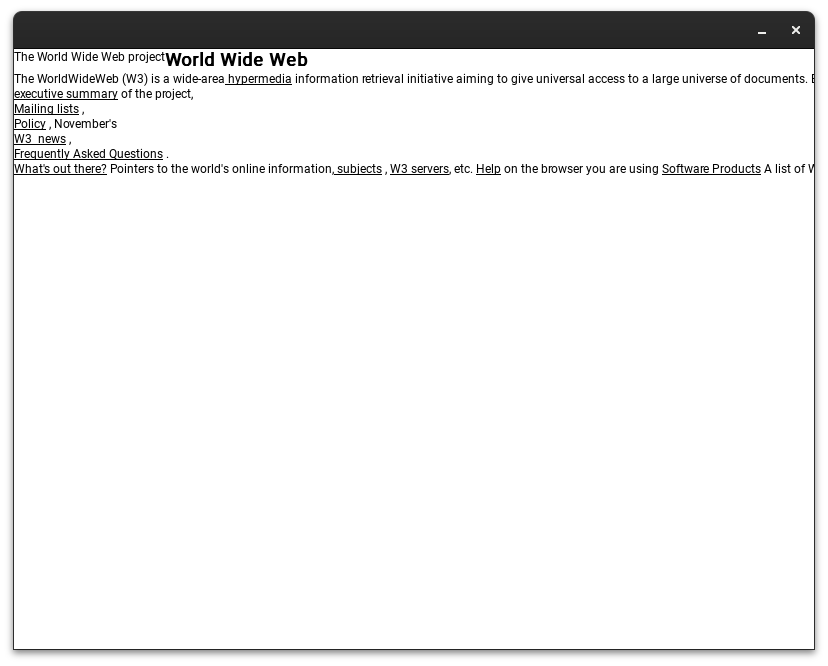 The World Wide Web projectWorld Wide Web
The WorldWideWeb (W3) is a wide-area hypermedia information retrieval initiative aiming to give universal access to a large universe of documents.
executive summary of the project,
Mailing lists ,
Policy , November's
W3 news ,
Frequently Asked Questions .
What's out there? Pointers to the world's online information, subjects , W3 servers, etc. Help on the browser you are using Software Products A list of